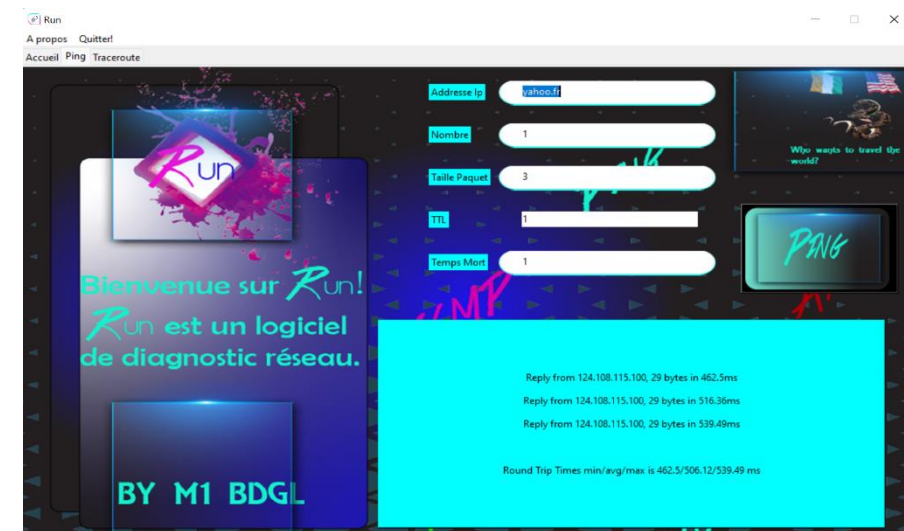 Run
A propos Quitter!
Accueil Ping Traceroute
Run
Bienvenue sur Run!
Run est un logiciel
de diagnostic réseau.
BY M1 BDGL
Addresse Ip yahoo.fr
Nombre 1
Taille Paquet 3
TTL 1
Temps Mort 1
Who wants to travel the
world?
PING
Reply from 124.108.115.100, 29 bytes in 462.5ms
Reply from 124.108.115.100, 29 bytes in 516.36ms
Reply from 124.108.115.100, 29 bytes in 539.49ms
Round Trip Times min/avg/max is 462.5/506.12/539.49 ms